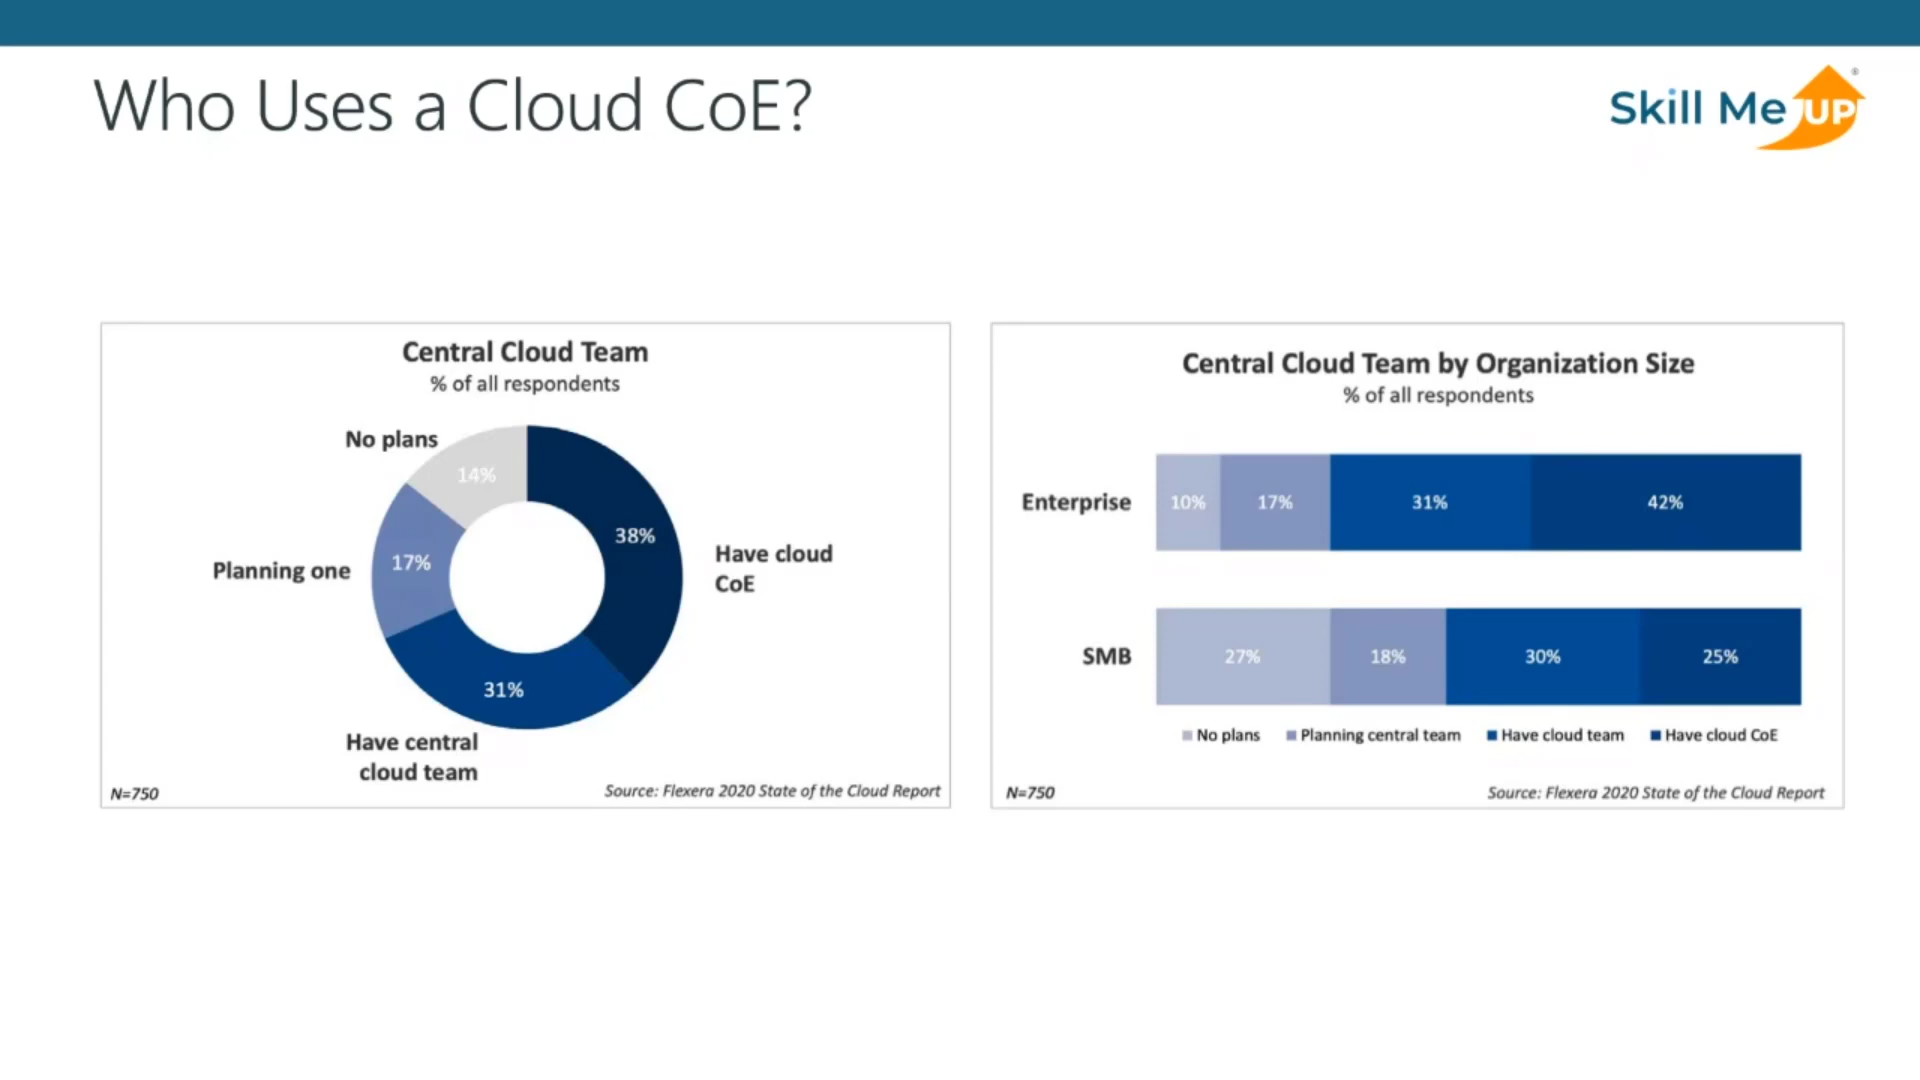 Who Uses a Cloud CoE?
Skill Me UP®
Central Cloud Team
% of all respondents
No plans
14%
38%
Have cloud
CoE
Planning one
17%
31%
Have central
cloud team
N=750
Source: Flexera 2020 State of the Cloud Report
Central Cloud Team by Organization Size
% of all respondents
Enterprise 10% 17% 31% 42%
SMB 27% 18% 30% 25%
No plans Planning central team Have cloud team Have cloud CoE
N=750
Source: Flexera 2020 State of the Cloud Report